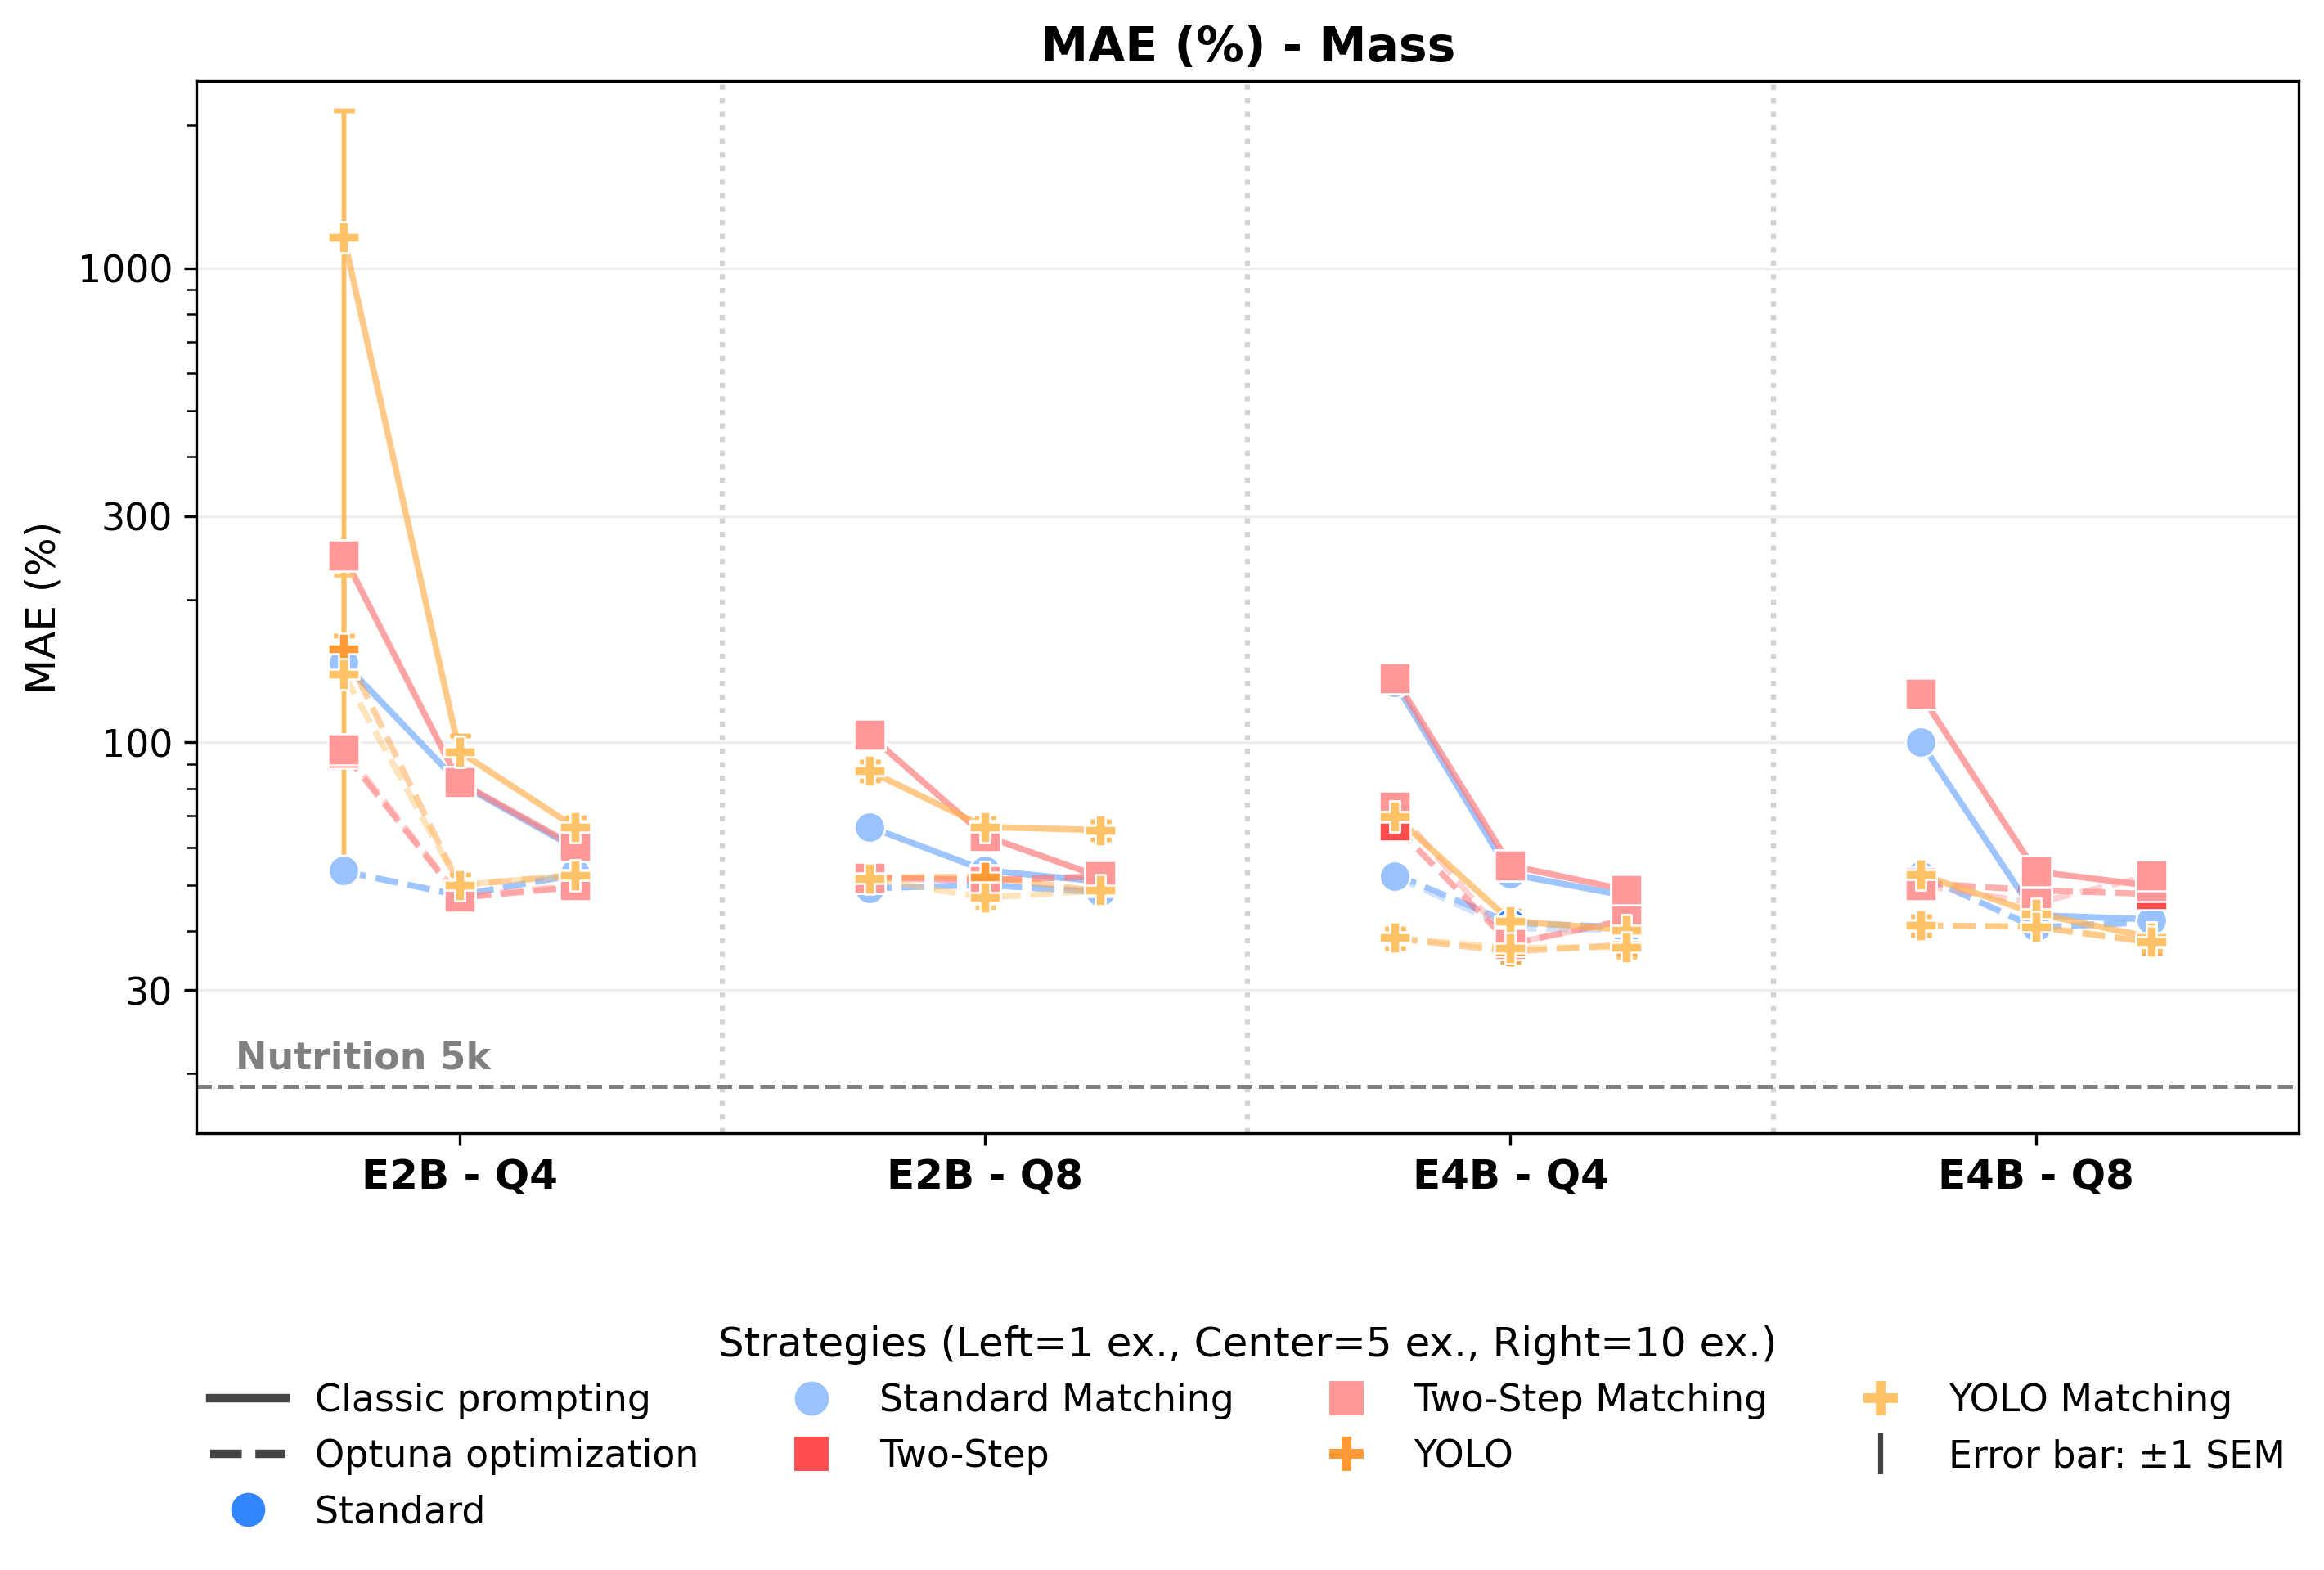 MAE (%) - Mass
MAE (%)
1000
300
100
30
Nutrition 5k
E2B - Q4
E2B - Q8
E4B - Q4
E4B - Q8
Strategies (Left=1 ex., Center=5 ex., Right=10 ex.)
Classic prompting
Optuna optimization
Standard
Standard Matching
Two-Step
Two-Step Matching
YOLO
YOLO Matching
Error bar: ±1 SEM